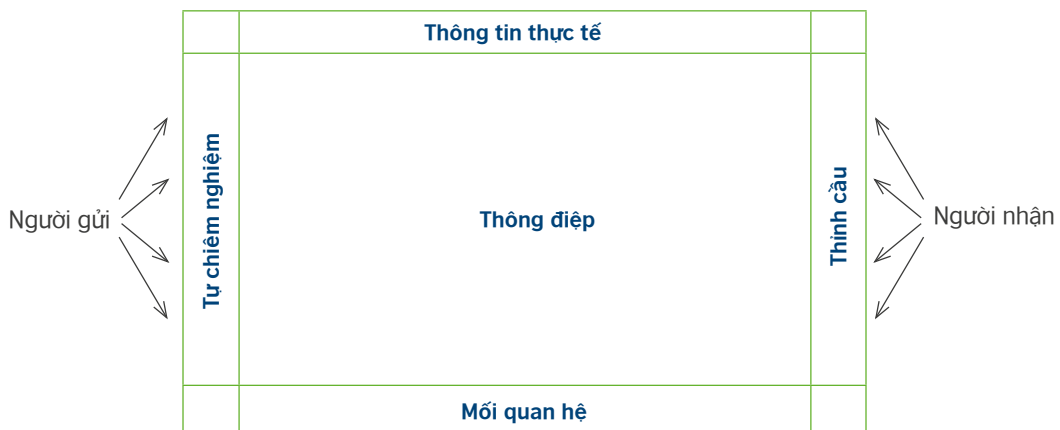 Thông tin thực tế
Tự chiêm nghiệm
Người gửi
Thông điệp
Thỉnh cầu
Người nhận
Mối quan hệ